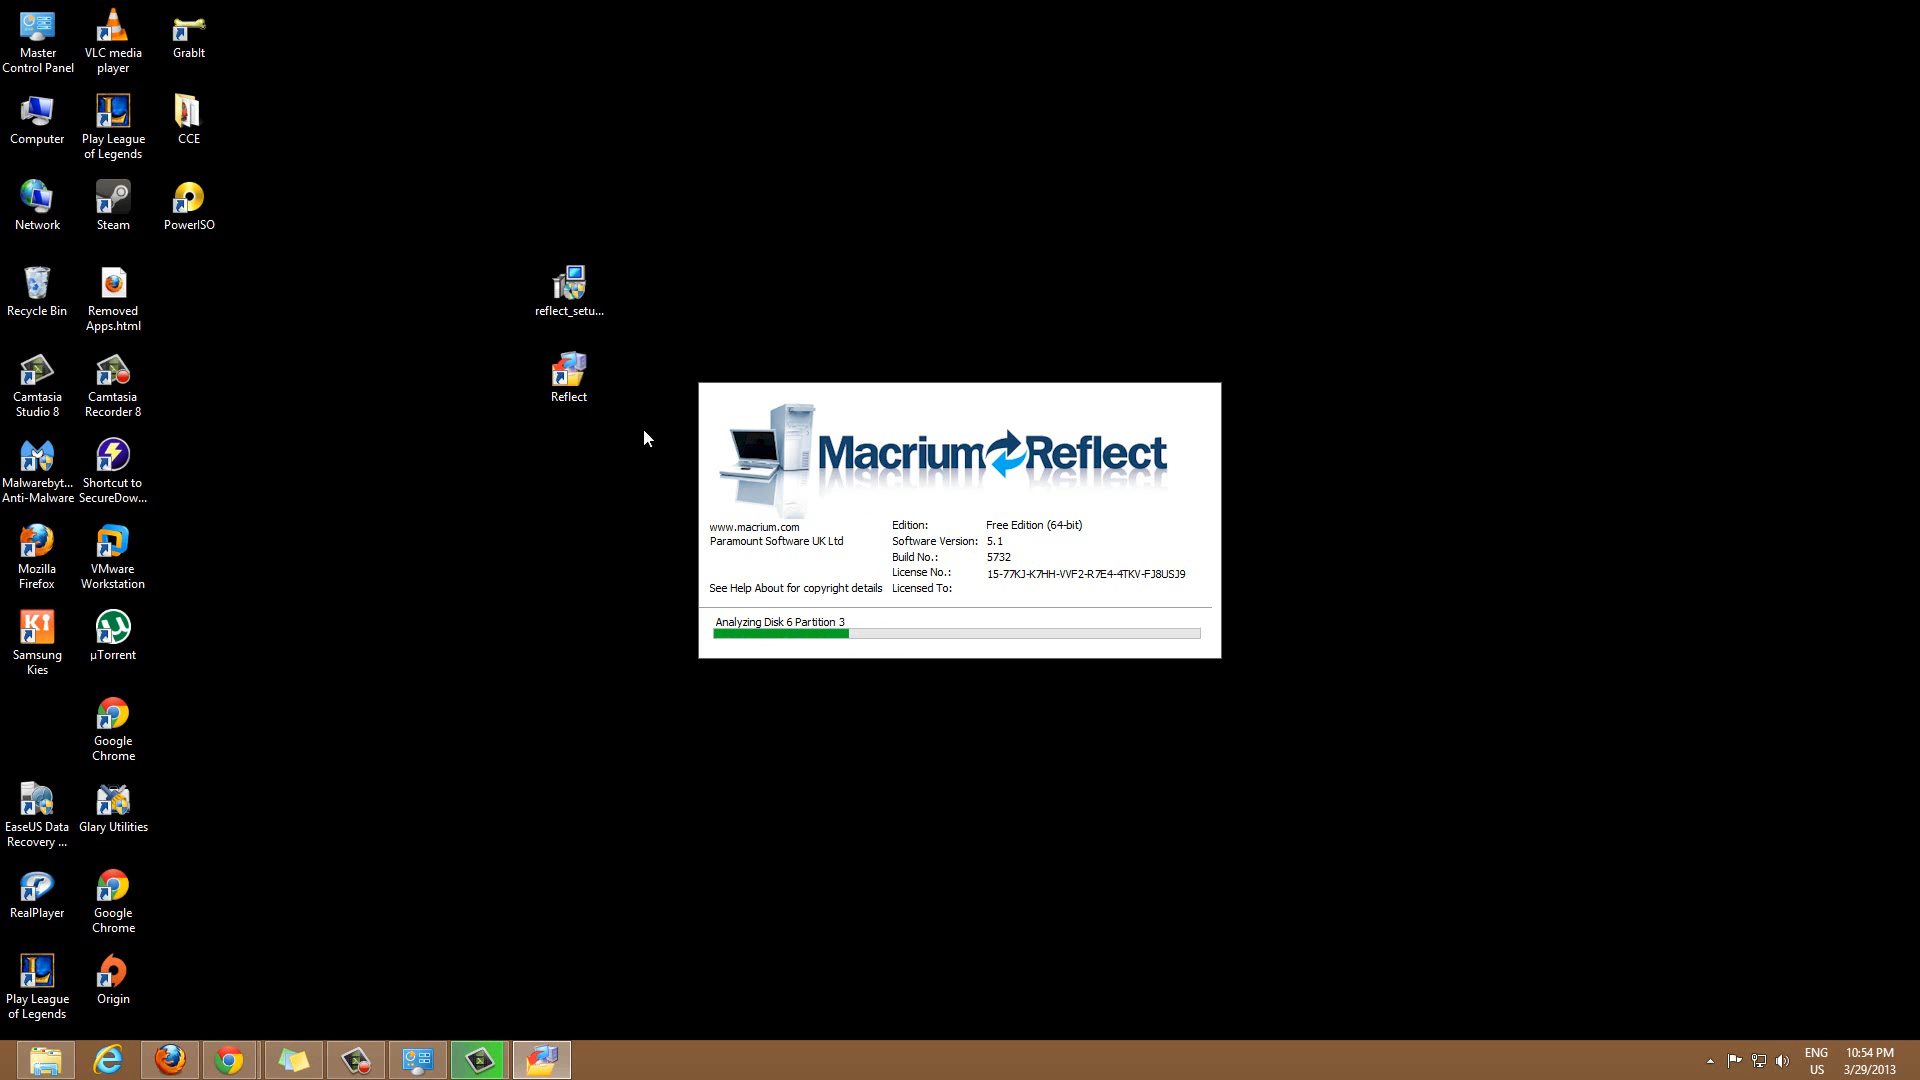 Master
Control Panel
VLC media
player
GrabIt
Computer
Play League
of Legends
CCE
Network
Steam
PowerISO
Recycle Bin
Removed
Apps.html
reflect_setu...
Camtasia
Studio 8
Camtasia
Recorder 8
Reflect
Malwarebyt...
Anti-Malware
Shortcut to
SecureDow...
Mozilla
Firefox
VMware
Workstation
Samsung
Kies
µTorrent
Google
Chrome
EaseUS Data
Recovery ...
Glary Utilities
RealPlayer
Google
Chrome
Play League
of Legends
Origin
Macrium Reflect
www.macrium.com
Paramount Software UK Ltd
See Help About for copyright details
Edition: Free Edition (64-bit)
Software Version: 5.1
Build No.: 5732
License No.: 15-77KJ-K7HH-VVF2-R7E4-4TKV-FJ8USJ9
Licensed To:
Analyzing Disk 6 Partition 3
ENG
US
10:54 PM
3/29/2013